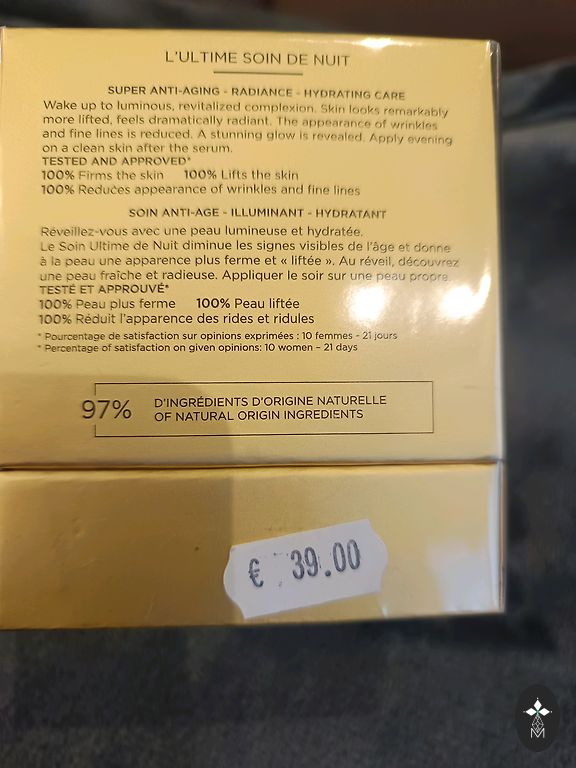 L'ULTIME SOIN DE NUIT
SUPER ANTI-AGING - RADIANCE - HYDRATING CARE
Wake up to luminous, revitalized complexion. Skin looks remarkably
more lifted, feels dramatically radiant. The appearance of wrinkles
and fine lines is reduced. A stunning glow is revealed. Apply evening
on a clean skin after the serum.
TESTED AND APPROVED*
100% Firms the skin 100% Lifts the skin
100% Reduces appearance of wrinkles and fine lines
SOIN ANTI-AGE - ILLUMINANT - HYDRATANT
Réveillez-vous avec une peau lumineuse et hydratée.
Le Soin Ultime de Nuit diminue les signes visibles de l'âge et donne
à la peau une apparence plus ferme et « liftée ». Au réveil, découvrez
une peau fraîche et radieuse. Appliquer le soir sur une peau propre.
TESTÉ ET APPROUVÉ*
100% Peau plus ferme 100% Peau liftée
100% Réduit l'apparence des rides et ridules
* Pourcentage de satisfaction sur opinions exprimées : 10 femmes - 21 jours
* Percentage of satisfaction on given opinions: 10 women - 21 days
97% D'INGRÉDIENTS D'ORIGINE NATURELLE
OF NATURAL ORIGIN INGREDIENTS
€ 39.00
M